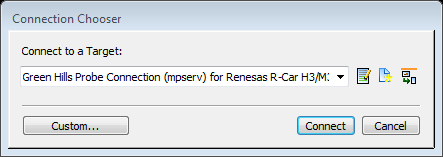 Connection Chooser
Connect to a Target:
Green Hills Probe Connection (mpserv) for Renesas R-Car H3/M3
Custom...
Connect
Cancel